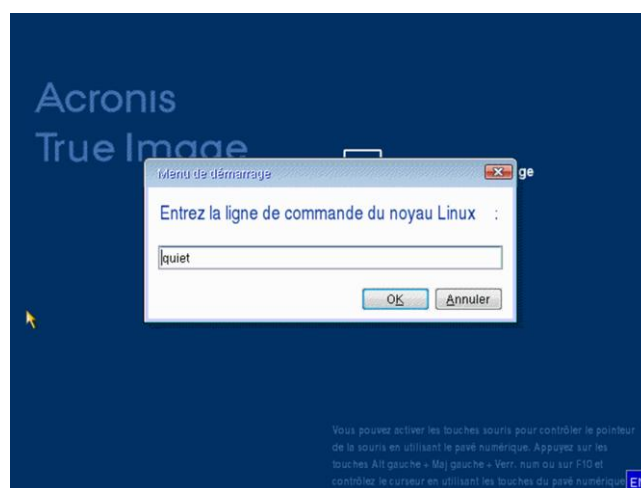 Acronis
True Image
ge
Menu de démarrage
Entrez la ligne de commande du noyau Linux :
quiet
OK
Annuler
Vous pouvez activer les touches souris pour contrôler le pointeur
de la souris en utilisant le pavé numérique. Appuyez sur les
touches Alt gauche + Maj gauche + Verr. num ou sur F10 et
contrôlez le curseur en utilisant les touches du pavé numérique